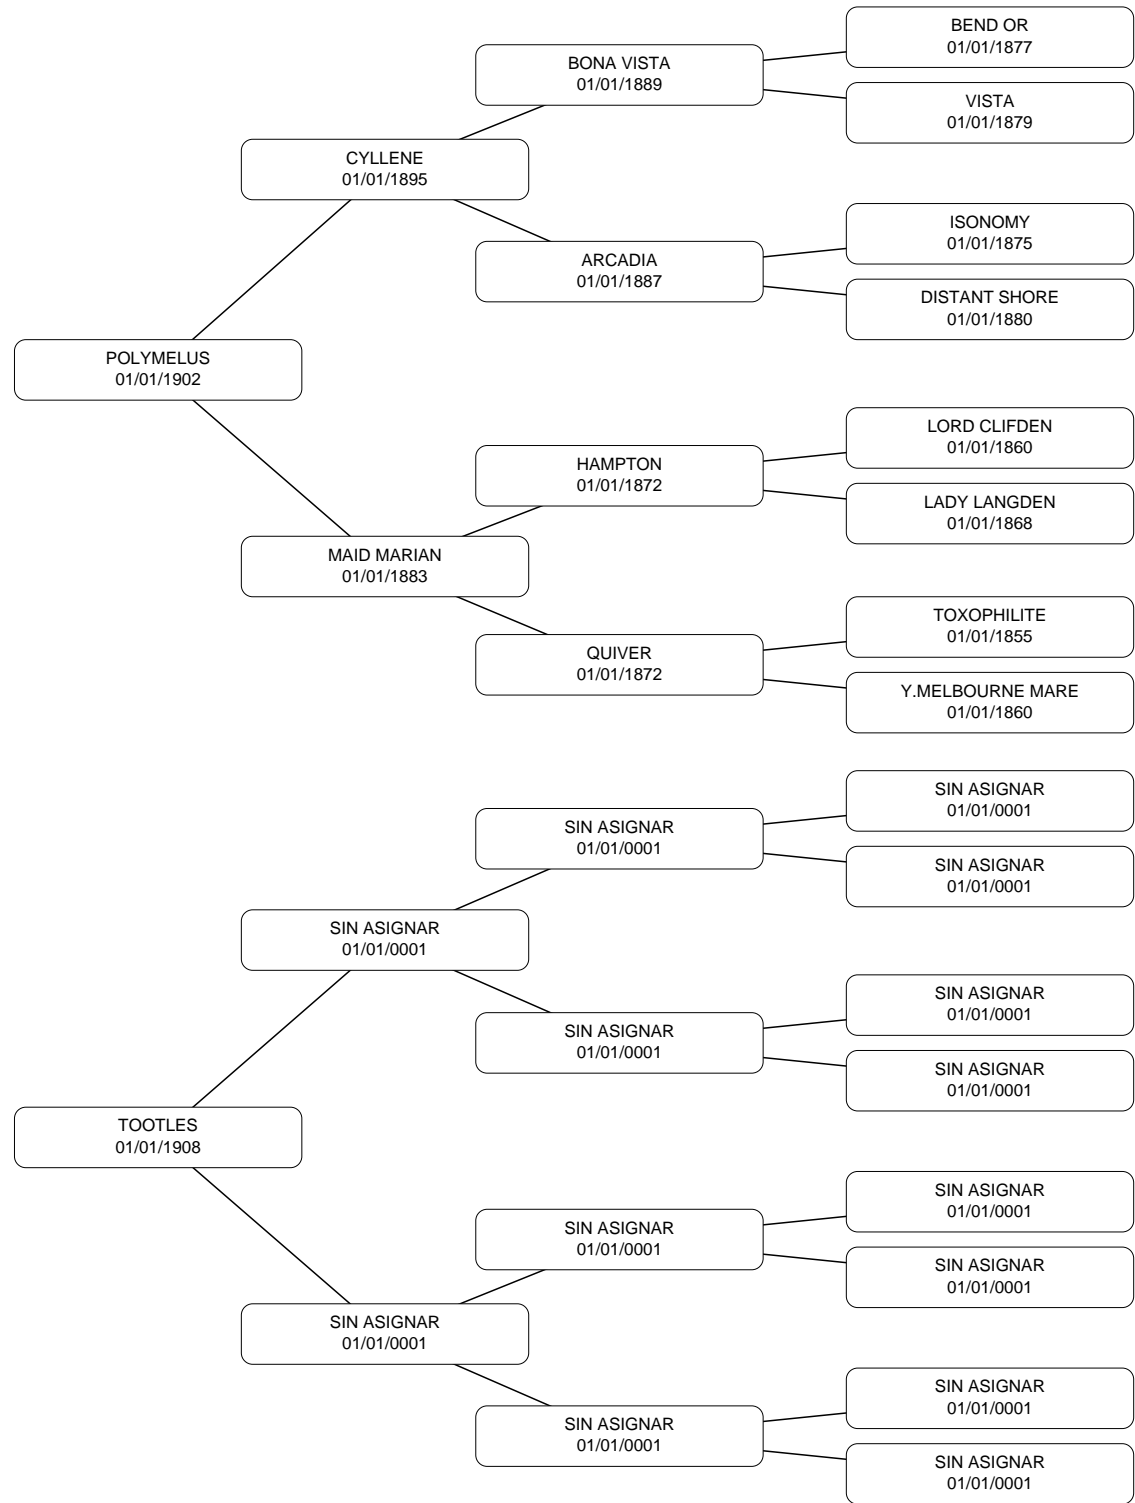 BEND OR
01/01/1877
BONA VISTA
01/01/1889
VISTA
01/01/1879
CYLLENE
01/01/1895
ISONOMY
01/01/1875
ARCADIA
01/01/1887
DISTANT SHORE
01/01/1880
POLYMELUS
01/01/1902
LORD CLIFDEN
01/01/1860
HAMPTON
01/01/1872
LADY LANGDEN
01/01/1868
MAID MARIAN
01/01/1883
TOXOPHILITE
01/01/1855
QUIVER
01/01/1872
Y.MELBOURNE MARE
01/01/1860
SIN ASIGNAR
01/01/0001
SIN ASIGNAR
01/01/0001
SIN ASIGNAR
01/01/0001
SIN ASIGNAR
01/01/0001
SIN ASIGNAR
01/01/0001
SIN ASIGNAR
01/01/0001
SIN ASIGNAR
01/01/0001
TOOTLES
01/01/1908
SIN ASIGNAR
01/01/0001
SIN ASIGNAR
01/01/0001
SIN ASIGNAR
01/01/0001
SIN ASIGNAR
01/01/0001
SIN ASIGNAR
01/01/0001
SIN ASIGNAR
01/01/0001
SIN ASIGNAR
01/01/0001